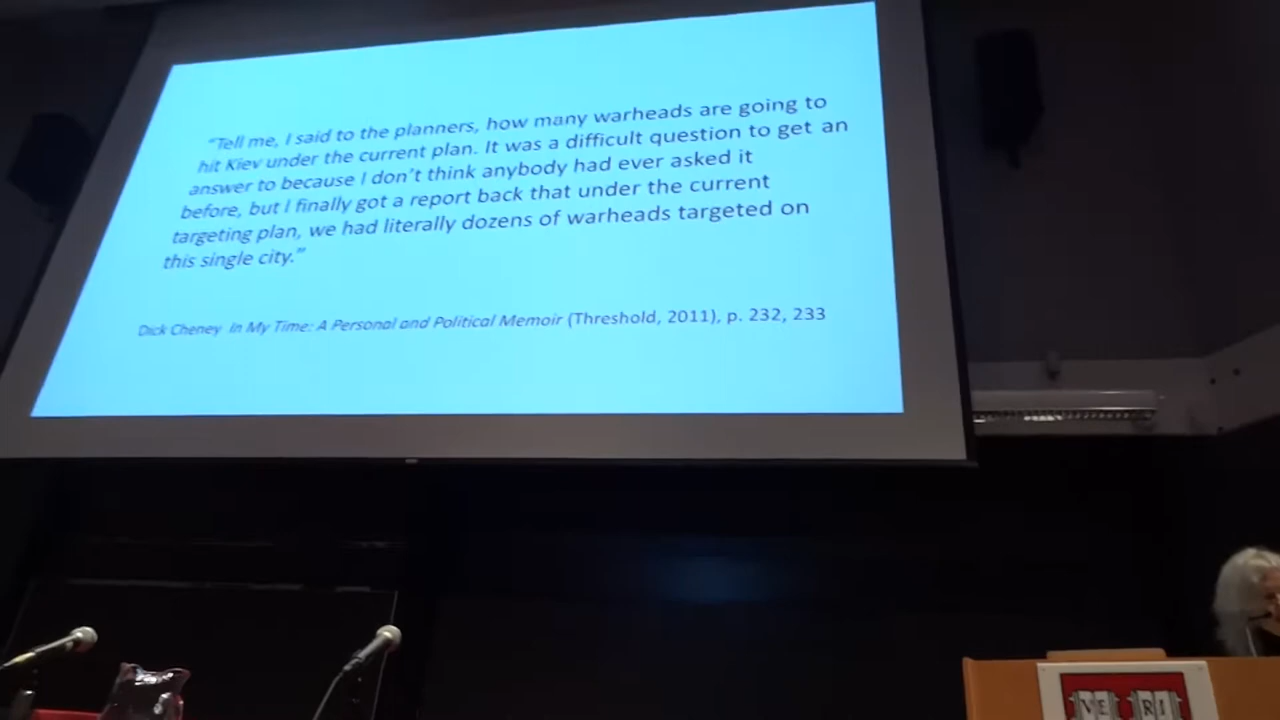 “Tell me, I said to the planners, how many warheads are going to
hit Kiev under the current plan. It was a difficult question to get an
answer to because I don’t think anybody had ever asked it
before, but I finally got a report back that under the current
targeting plan, we had literally dozens of warheads targeted on
this single city.”
Dick Cheney In My Time: A Personal and Political Memoir (Threshold, 2011), p. 232, 233
VE RI